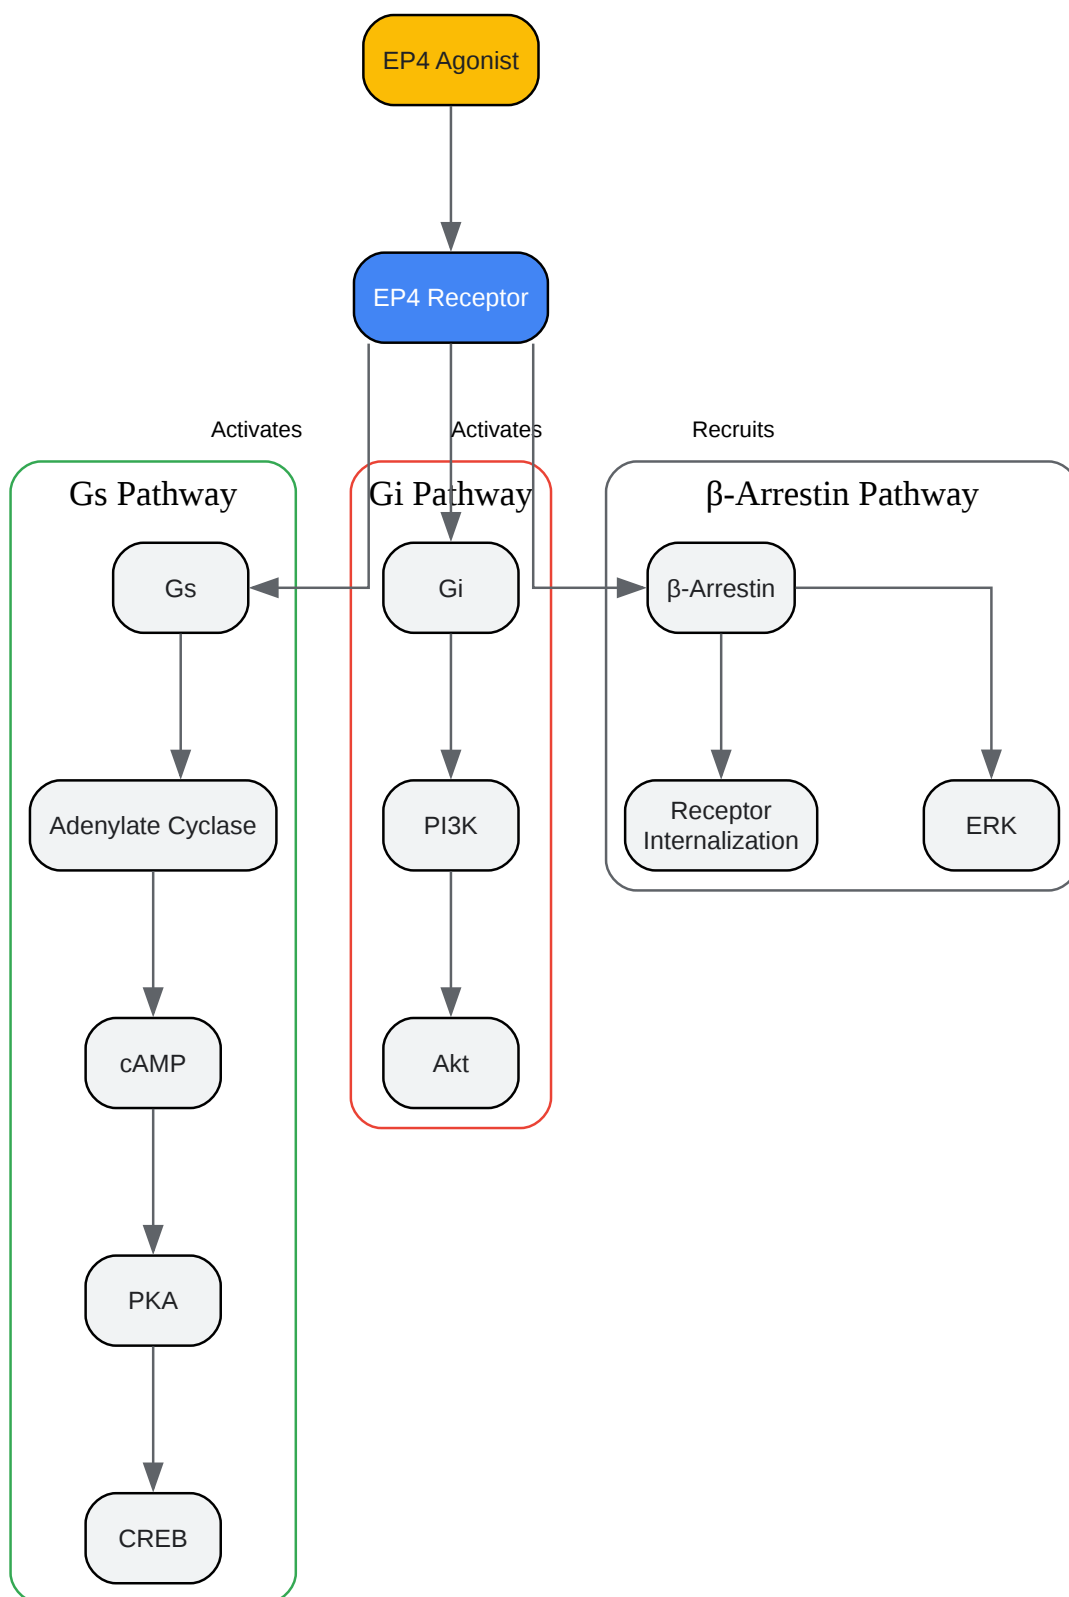 EP4 Agonist
EP4 Receptor
Activates
Activates
Recruits
Gs Pathway
Gi Pathway
β-Arrestin Pathway
Gs
Gi
β-Arrestin
Adenylate Cyclase
PI3K
Receptor
Internalization
ERK
cAMP
Akt
PKA
CREB